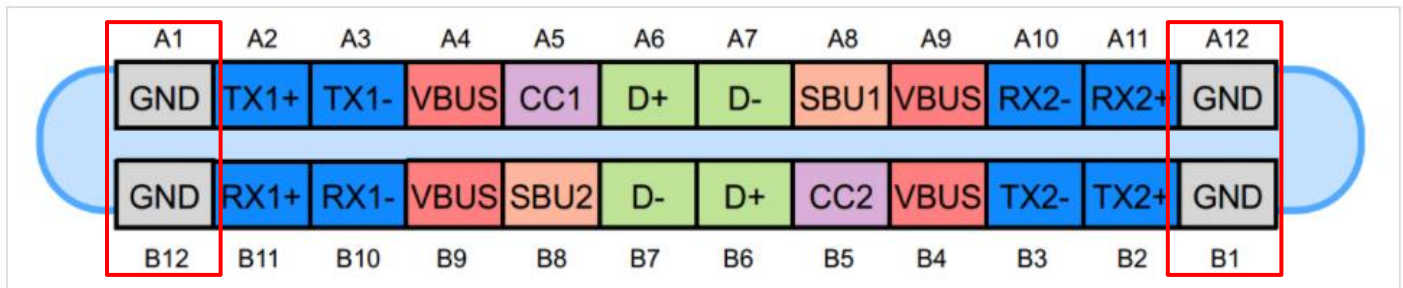 A1 A2 A3 A4 A5 A6 A7 A8 A9 A10 A11 A12
GND TX1+ TX1- VBUS CC1 D+ D- SBU1 VBUS RX2- RX2+ GND
GND RX1+ RX1- VBUS SBU2 D- D+ CC2 VBUS TX2- TX2+ GND
B12 B11 B10 B9 B8 B7 B6 B5 B4 B3 B2 B1